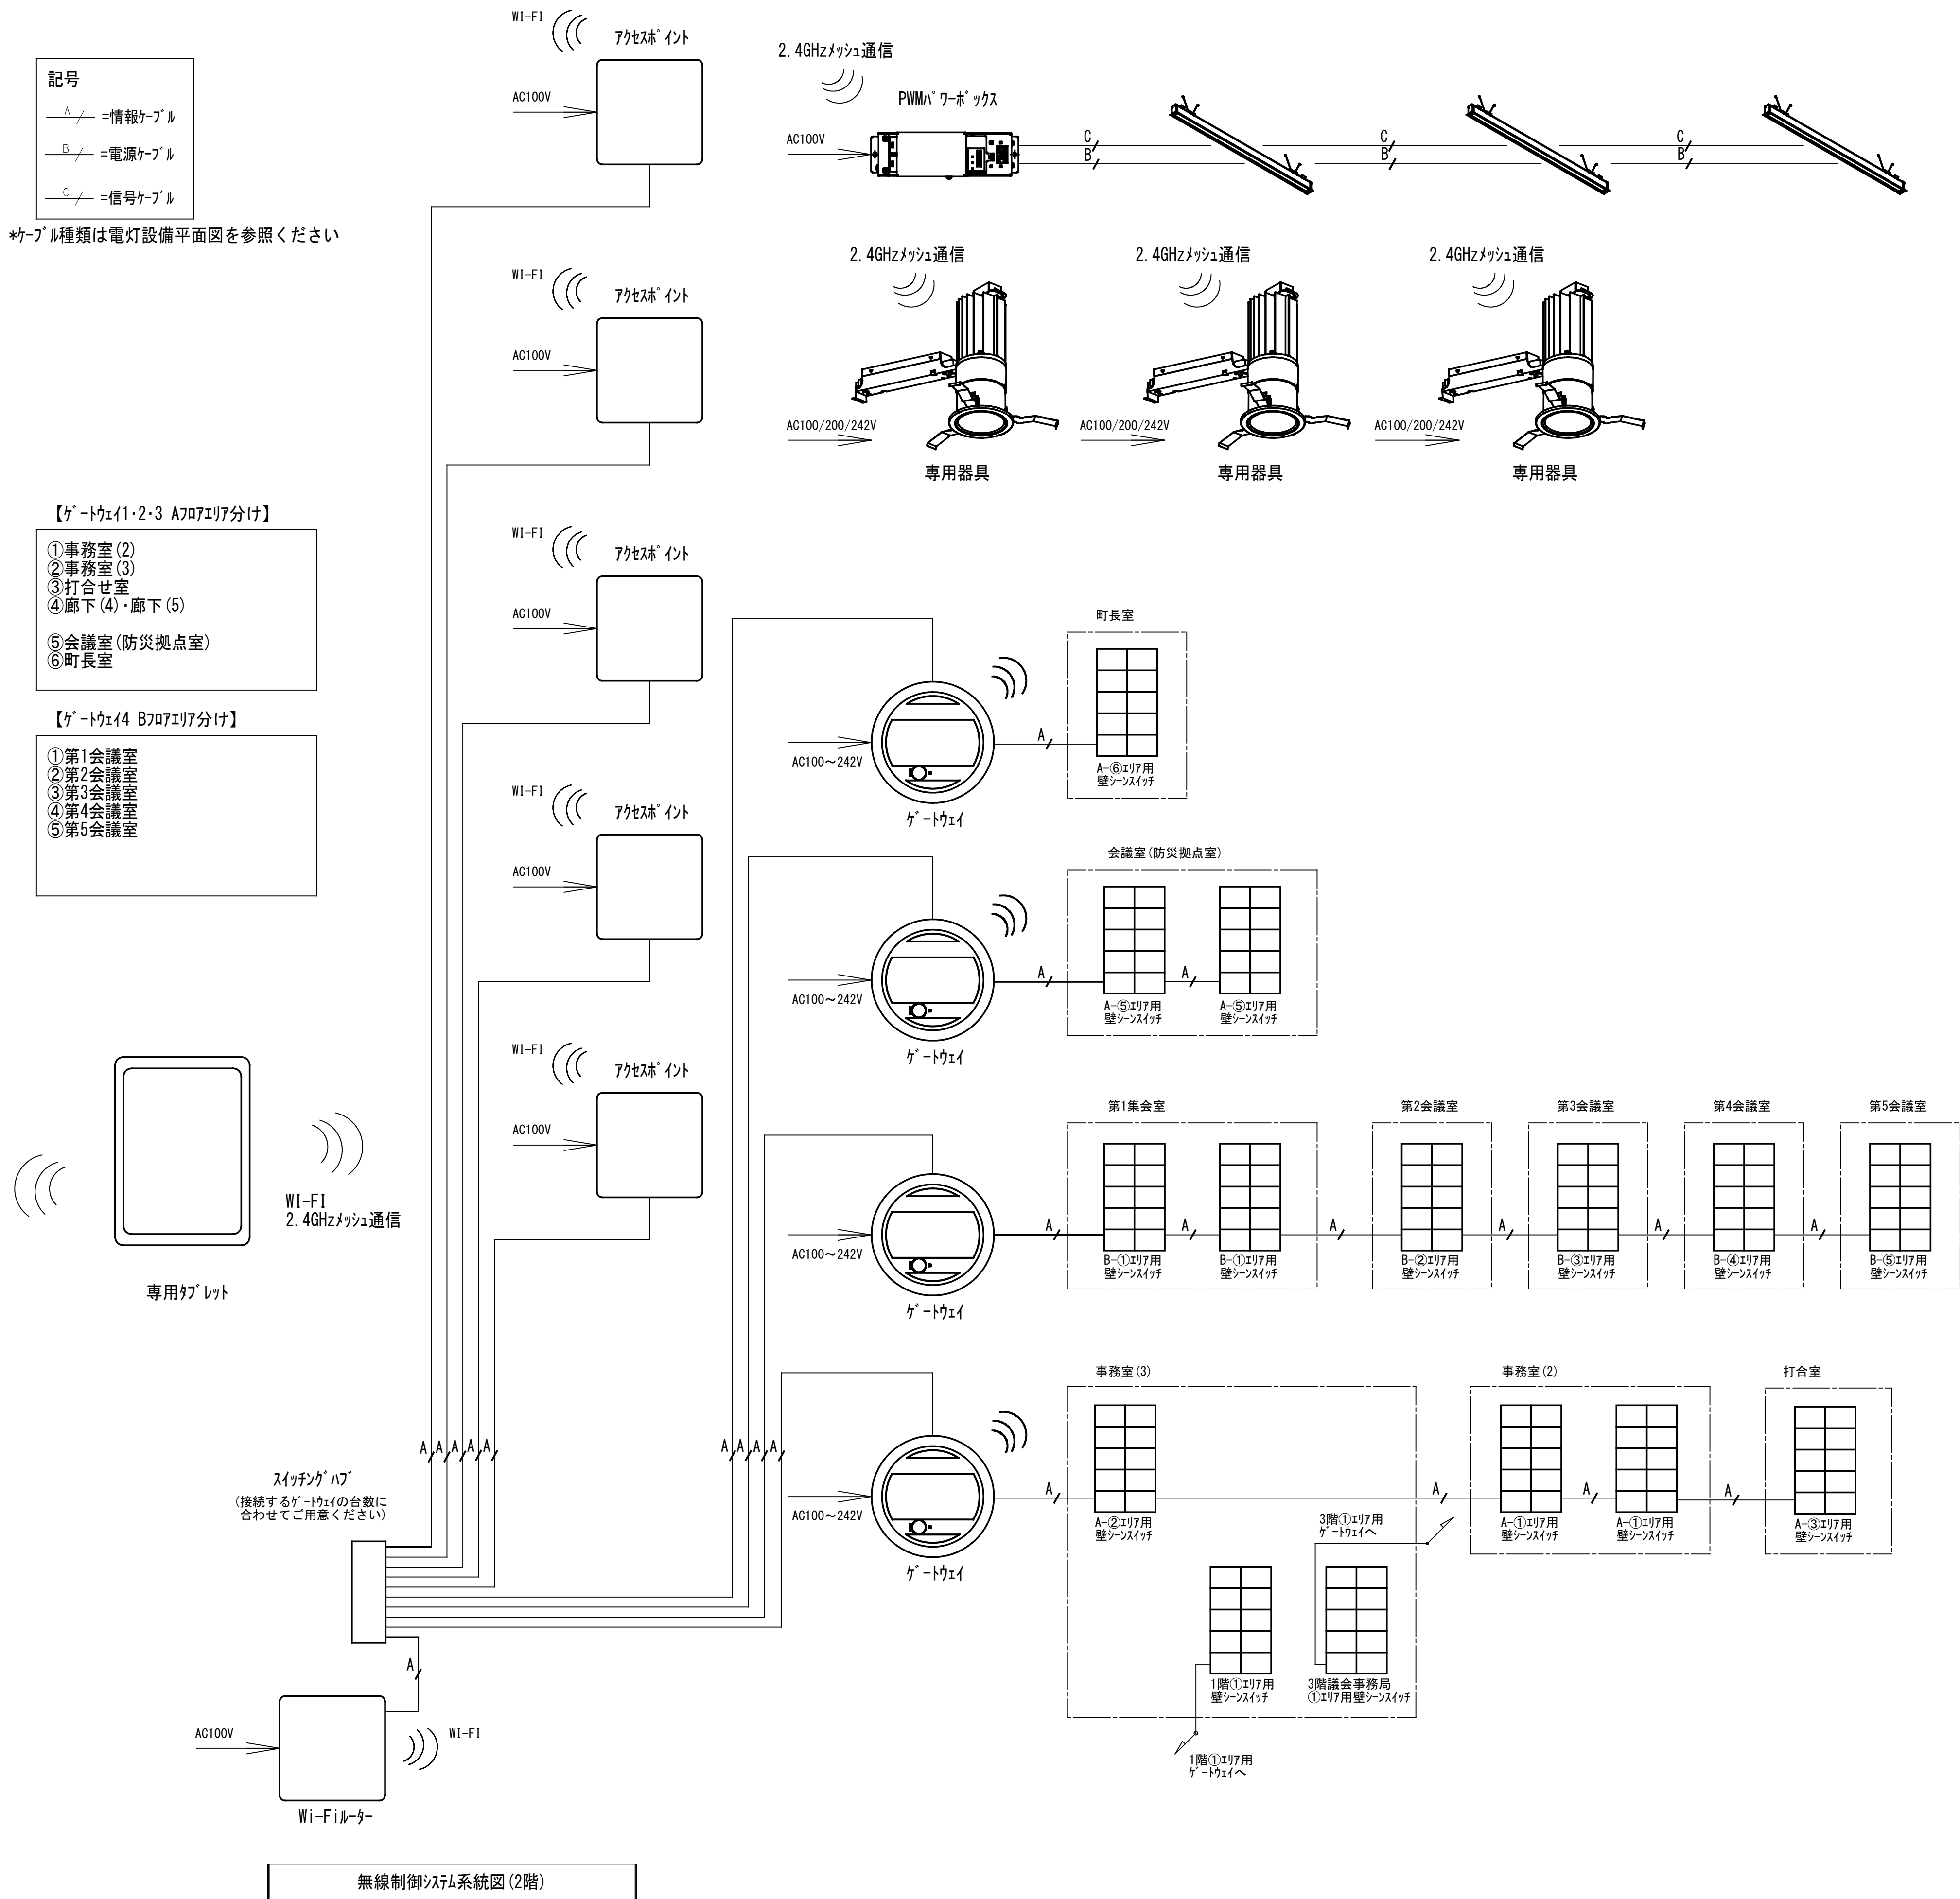 記号
A =情報ｹｰﾌﾞﾙ
B =電源ｹｰﾌﾞﾙ
C =信号ｹｰﾌﾞﾙ
*ｹｰﾌﾞﾙ種類は電灯設備平面図を参照ください
WI-FI
ｱｸｾｽﾎﾟｲﾝﾄ
AC100V
WI-FI
ｱｸｾｽﾎﾟｲﾝﾄ
AC100V
WI-FI
ｱｸｾｽﾎﾟｲﾝﾄ
AC100V
WI-FI
ｱｸｾｽﾎﾟｲﾝﾄ
AC100V
WI-FI
ｱｸｾｽﾎﾟｲﾝﾄ
AC100V
2.4GHzﾒｯｼｭ通信
PWMﾊﾟﾜｰﾎﾞｯｸｽ
AC100V
C
B
C
B
C
B
2.4GHzﾒｯｼｭ通信
2.4GHzﾒｯｼｭ通信
2.4GHzﾒｯｼｭ通信
AC100/200/242V
AC100/200/242V
AC100/200/242V
専用器具
専用器具
専用器具
【ｹﾞｰﾄｳｪｲ1･2･3 Aﾌﾛｱｴﾘｱ分け】
①事務室(2)
②事務室(3)
③打合せ室
④廊下(4)･廊下(5)
⑤会議室(防災拠点室)
⑥町長室
【ｹﾞｰﾄｳｪｲ4 Bﾌﾛｱｴﾘｱ分け】
①第1会議室
②第2会議室
③第3会議室
④第4会議室
⑤第5会議室
町長室
A
AC100～242V
A-⑥ｴﾘｱ用
壁ｼｰﾝｽｲｯﾁ
ｹﾞｰﾄｳｪｲ
会議室(防災拠点室)
A
A
AC100～242V
A-⑤ｴﾘｱ用
壁ｼｰﾝｽｲｯﾁ
A-⑤ｴﾘｱ用
壁ｼｰﾝｽｲｯﾁ
ｹﾞｰﾄｳｪｲ
WI-FI
2.4GHzﾒｯｼｭ通信
専用ﾀﾌﾞﾚｯﾄ
第1集会室
第2会議室
第3会議室
第4会議室
第5会議室
A
A
A
A
A
A
AC100～242V
B-①ｴﾘｱ用
壁ｼｰﾝｽｲｯﾁ
B-①ｴﾘｱ用
壁ｼｰﾝｽｲｯﾁ
B-②ｴﾘｱ用
壁ｼｰﾝｽｲｯﾁ
B-③ｴﾘｱ用
壁ｼｰﾝｽｲｯﾁ
B-④ｴﾘｱ用
壁ｼｰﾝｽｲｯﾁ
B-⑤ｴﾘｱ用
壁ｼｰﾝｽｲｯﾁ
ｹﾞｰﾄｳｪｲ
事務室(3)
事務室(2)
打合室
A A A A A
A A A A
A
A
A
A
AC100～242V
A-②ｴﾘｱ用
壁ｼｰﾝｽｲｯﾁ
3階①ｴﾘｱ用
ｹﾞｰﾄｳｪｲへ
A-①ｴﾘｱ用
壁ｼｰﾝｽｲｯﾁ
A-①ｴﾘｱ用
壁ｼｰﾝｽｲｯﾁ
A-③ｴﾘｱ用
壁ｼｰﾝｽｲｯﾁ
ｹﾞｰﾄｳｪｲ
1階①ｴﾘｱ用
壁ｼｰﾝｽｲｯﾁ
3階議会事務局
①ｴﾘｱ用壁ｼｰﾝｽｲｯﾁ
1階①ｴﾘｱ用
ｹﾞｰﾄｳｪｲへ
ｽｲｯﾁﾝｸﾞﾊﾌﾞ
(接続するｹﾞｰﾄｳｪｲの台数に
合わせてご用意ください)
A
AC100V
WI-FI
Wi-Fiﾙｰﾀｰ
無線制御ｼｽﾃﾑ系統図(2階)